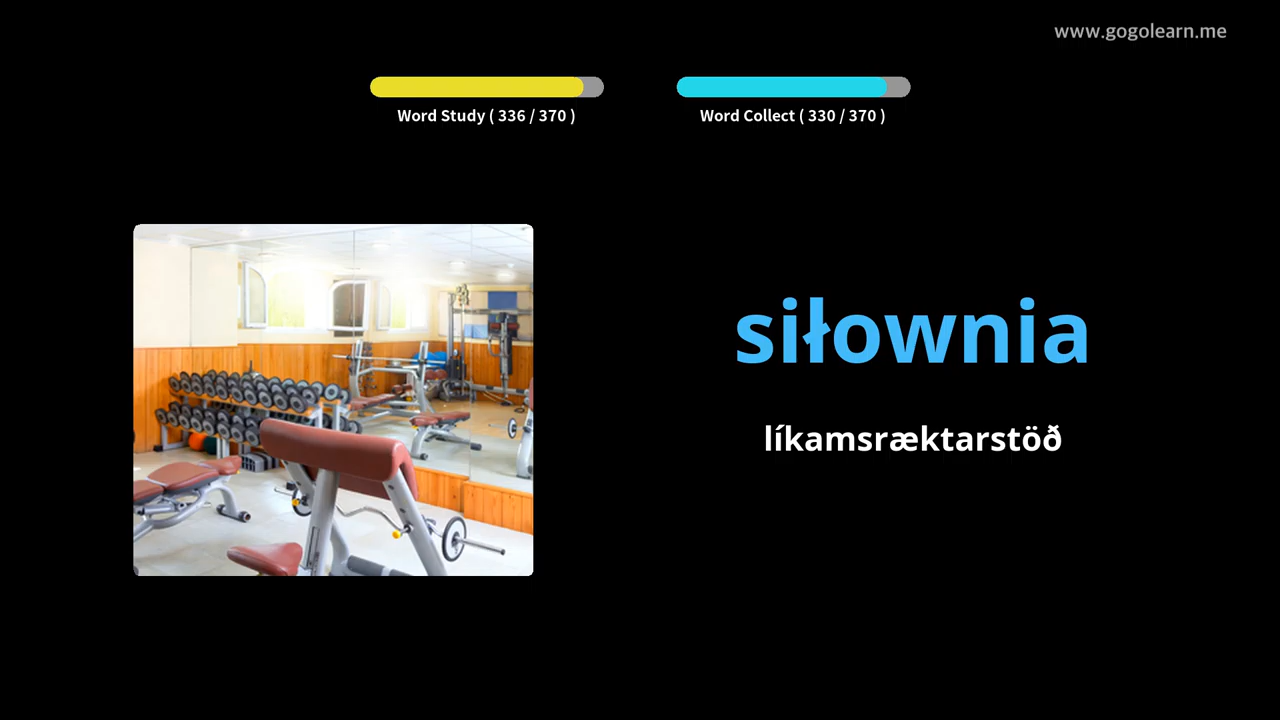 www.gogolearn.me
Word Study ( 336 / 370 )
Word Collect ( 330 / 370 )
siłownia
líkamsræktarstöð